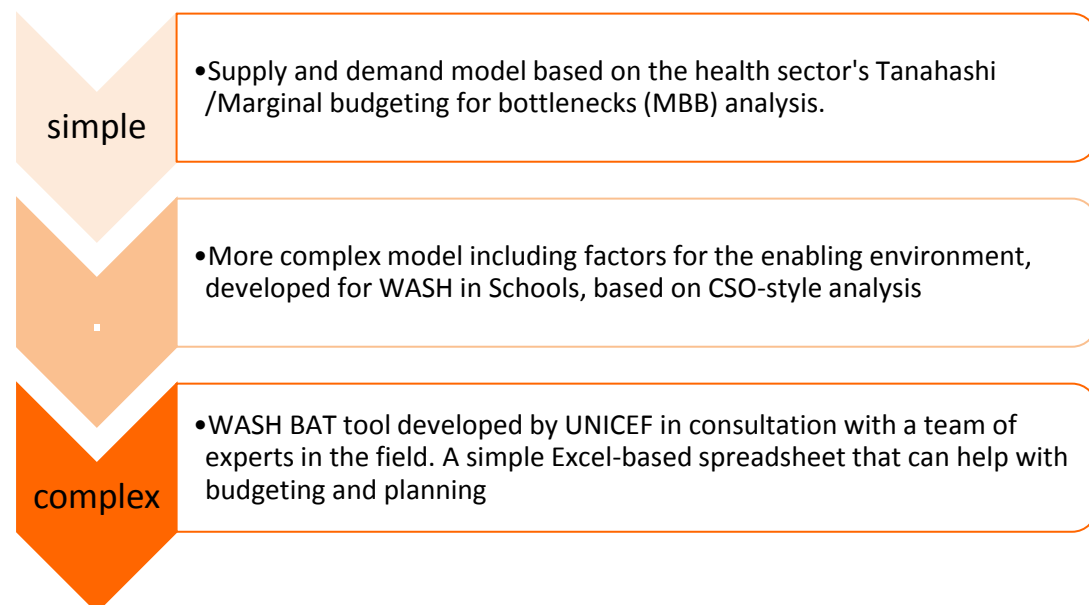 simple
•Supply and demand model based on the health sector's Tanahashi
/Marginal budgeting for bottlenecks (MBB) analysis.
•More complex model including factors for the enabling environment,
developed for WASH in Schools, based on CSO-style analysis
.
complex
•WASH BAT tool developed by UNICEF in consultation with a team of
experts in the field. A simple Excel-based spreadsheet that can help with
budgeting and planning